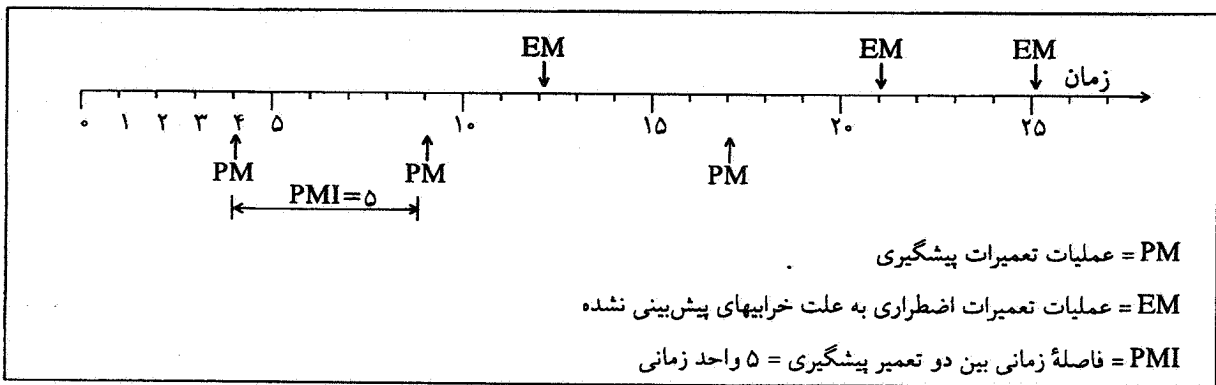 EM EM EM
زمان
۰ ۱ ۲ ۳ ۴ ۵ ۱۰ ۱۵ ۲۰ ۲۵
PM PM PM
PMI=۵
PM = عملیات تعمیرات پیشگیری
EM = عملیات تعمیرات اضطراری به علت خرابیهای پیش‌بینی نشده
PMI = فاصلهٔ زمانی بین دو تعمیر پیشگیری = ۵ واحد زمانی